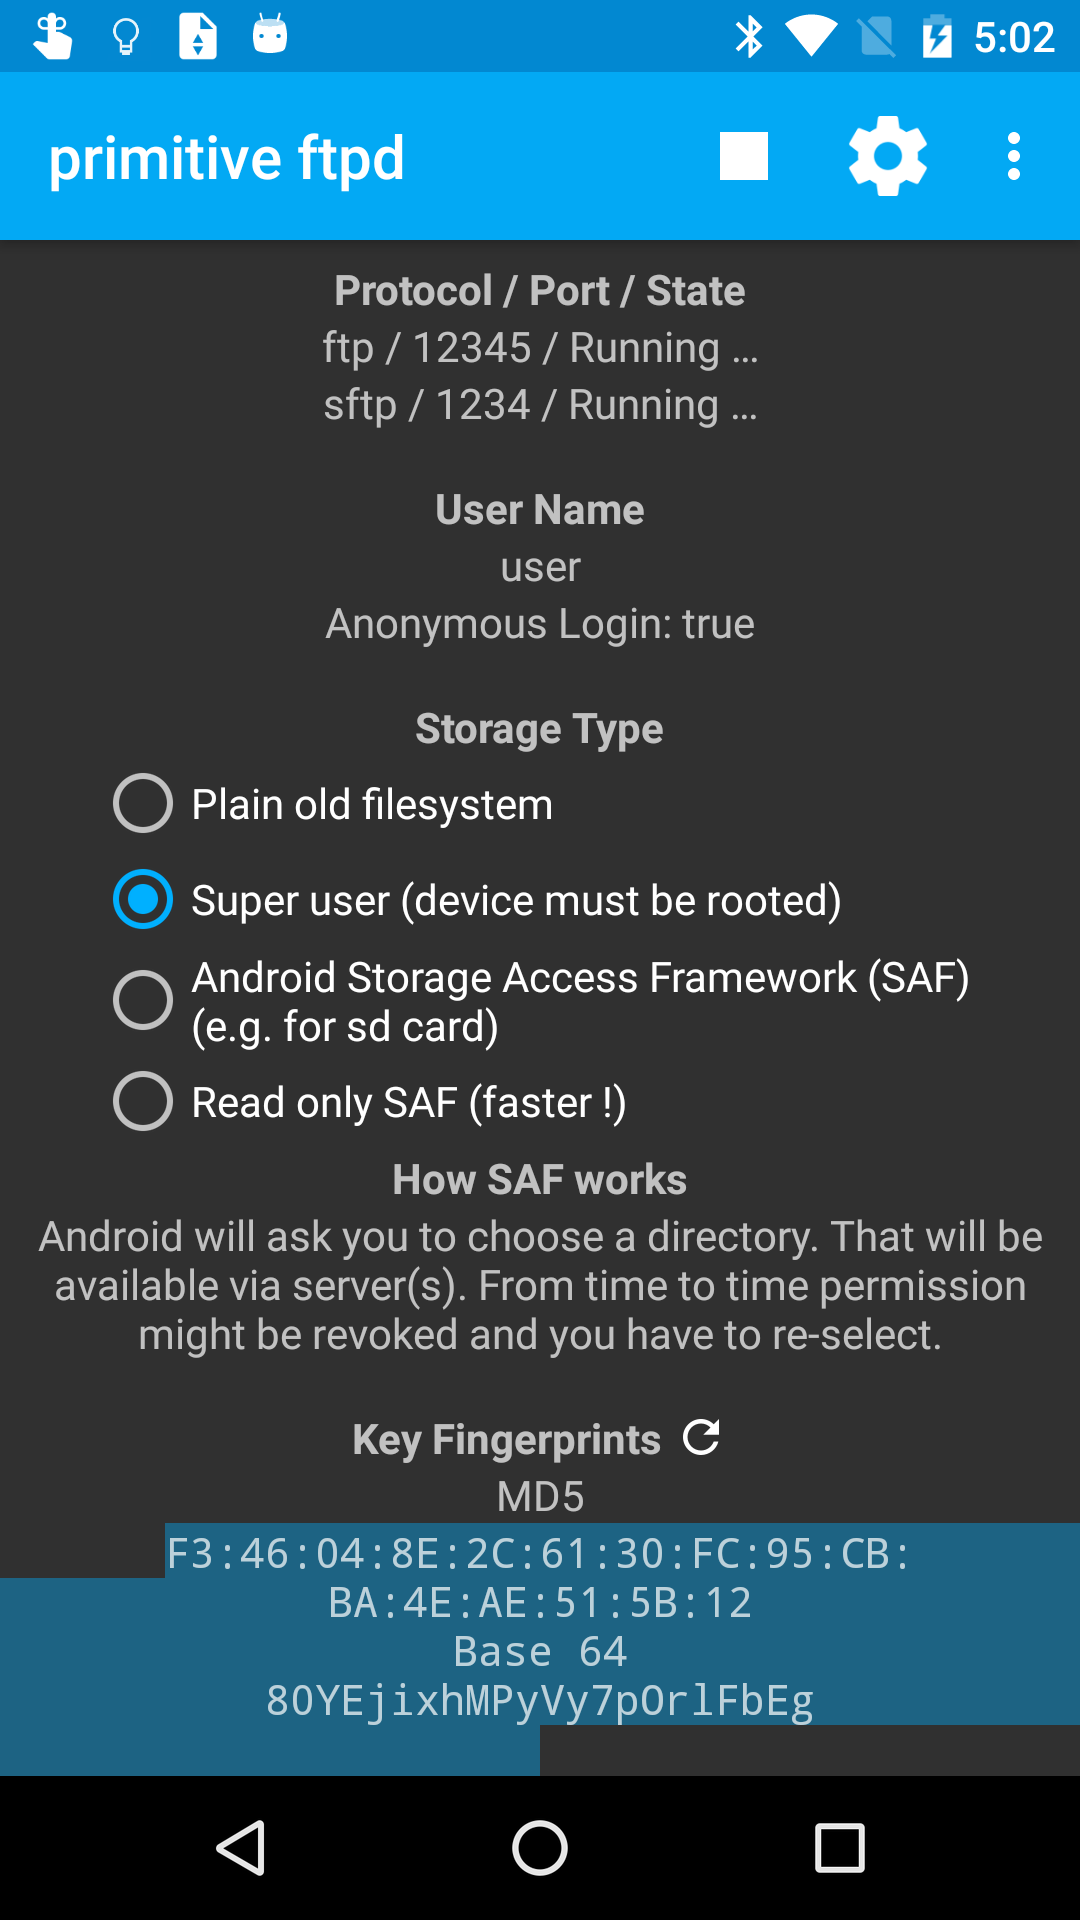 5:02
primitive ftpd
Protocol / Port / State
ftp / 12345 / Running ...
sftp / 1234 / Running ...
User Name
user
Anonymous Login: true
Storage Type
Plain old filesystem
Super user (device must be rooted)
Android Storage Access Framework (SAF)
(e.g. for sd card)
Read only SAF (faster !)
How SAF works
Android will ask you to choose a directory. That will be
available via server(s). From time to time permission
might be revoked and you have to re-select.
Key Fingerprints
MD5
F3:46:04:8E:2C:61:30:FC:95:CB:
BA:4E:AE:51:5B:12
Base 64
80YEjixhMPyVy7pOrlFbEg